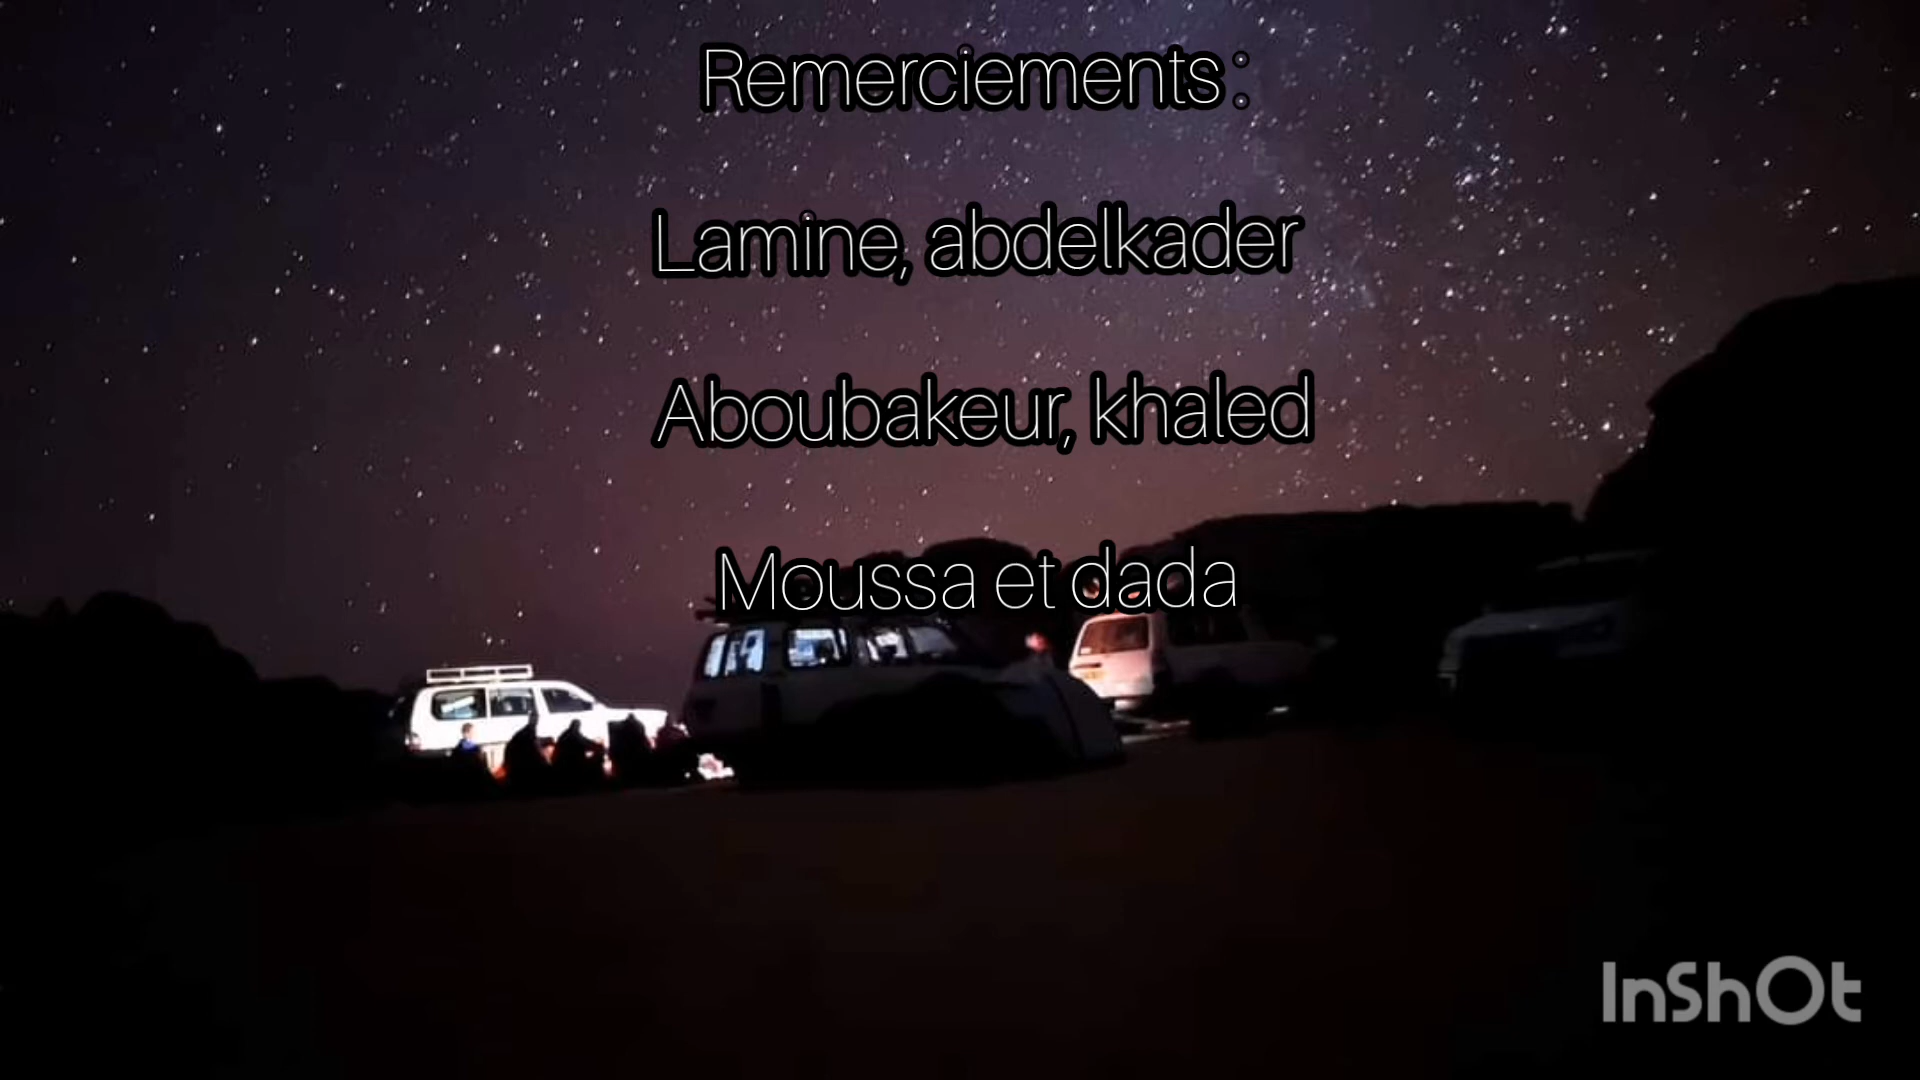 Remerciements :
Lamine, abdelkader
Aboubakeur, khaled
Moussa et dada
InShOt